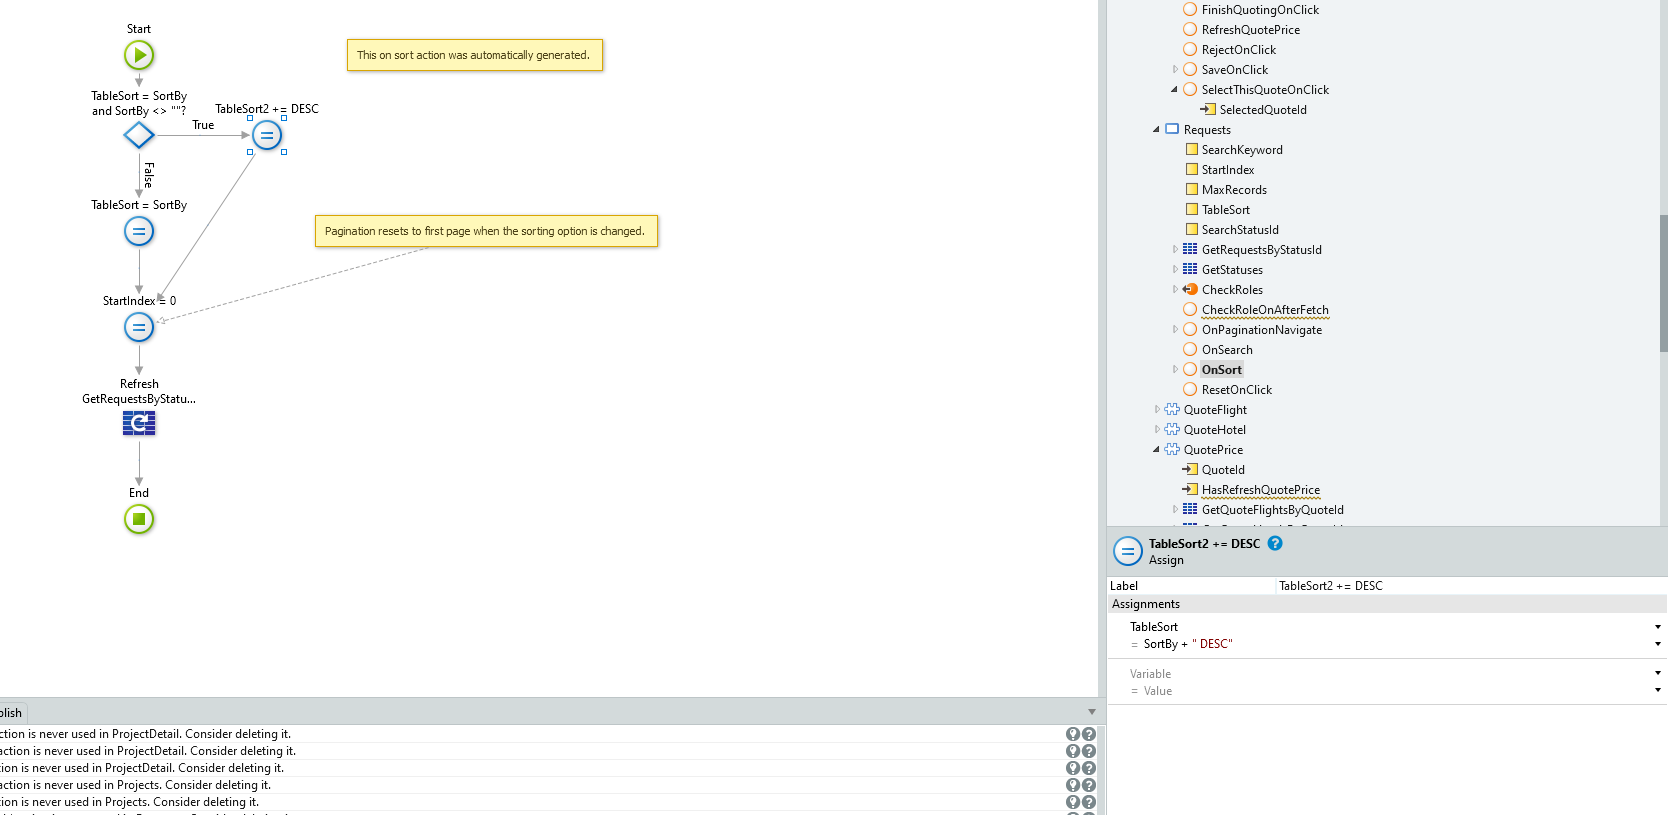 Start
This on sort action was automatically generated.
TableSort = SortBy
and SortBy <> ""?
TableSort2 += DESC
True
False
TableSort = SortBy
Pagination resets to first page when the sorting option is changed.
StartIndex = 0
Refresh
GetRequestsByStatu...
End
FinishQuotingOnClick
RefreshQuotePrice
RejectOnClick
SaveOnClick
SelectThisQuoteOnClick
SelectedQuoteId
Requests
SearchKeyword
StartIndex
MaxRecords
TableSort
SearchStatusId
GetRequestsByStatusId
GetStatuses
CheckRoles
CheckRoleOnAfterFetch
OnPaginationNavigate
OnSearch
OnSort
ResetOnClick
QuoteFlight
QuoteHotel
QuotePrice
QuoteId
HasRefreshQuotePrice
GetQuoteFlightsByQuoteId
TableSort2 += DESC ?
Assign
Label TableSort2 += DESC
Assignments
TableSort
= SortBy + " DESC"
Variable
= Value
blish
ction is never used in ProjectDetail. Consider deleting it.
action is never used in ProjectDetail. Consider deleting it.
ion is never used in ProjectDetail. Consider deleting it.
action is never used in Projects. Consider deleting it.
tion is never used in Projects. Consider deleting it.